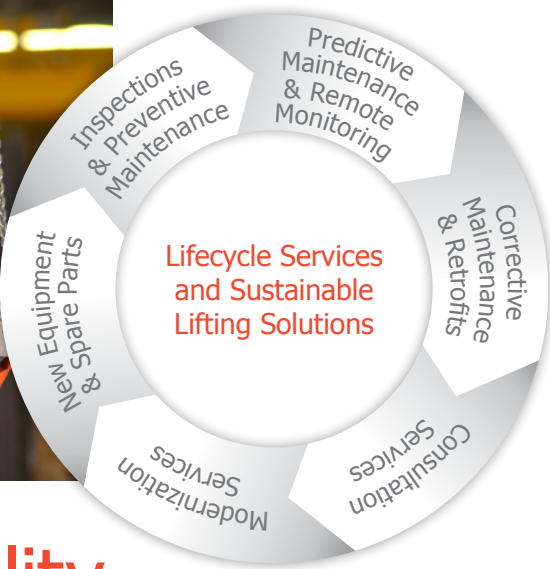 Predictive
Maintenance
& Remote
Monitoring
Corrective
Maintenance
& Retrofits
Consultation
Services
Modernization
Services
New Equipment
& Spare Parts
Inspections
& Preventive
Maintenance
Lifecycle Services
and Sustainable
Lifting Solutions